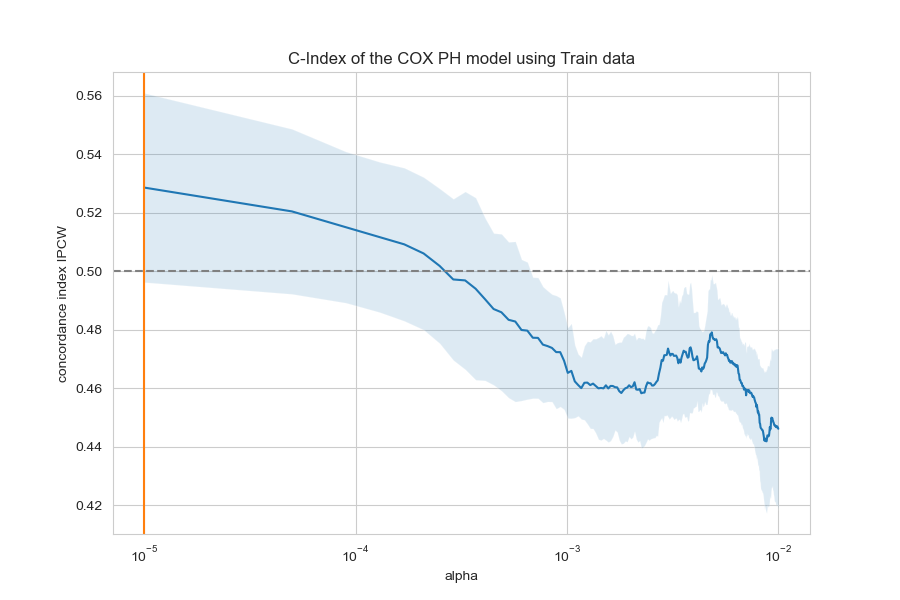 C-Index of the COX PH model using Train data
concordance index IPCW
0.56
0.54
0.52
0.50
0.48
0.46
0.44
0.42
10⁻⁵ 10⁻⁴ 10⁻³ 10⁻²
alpha